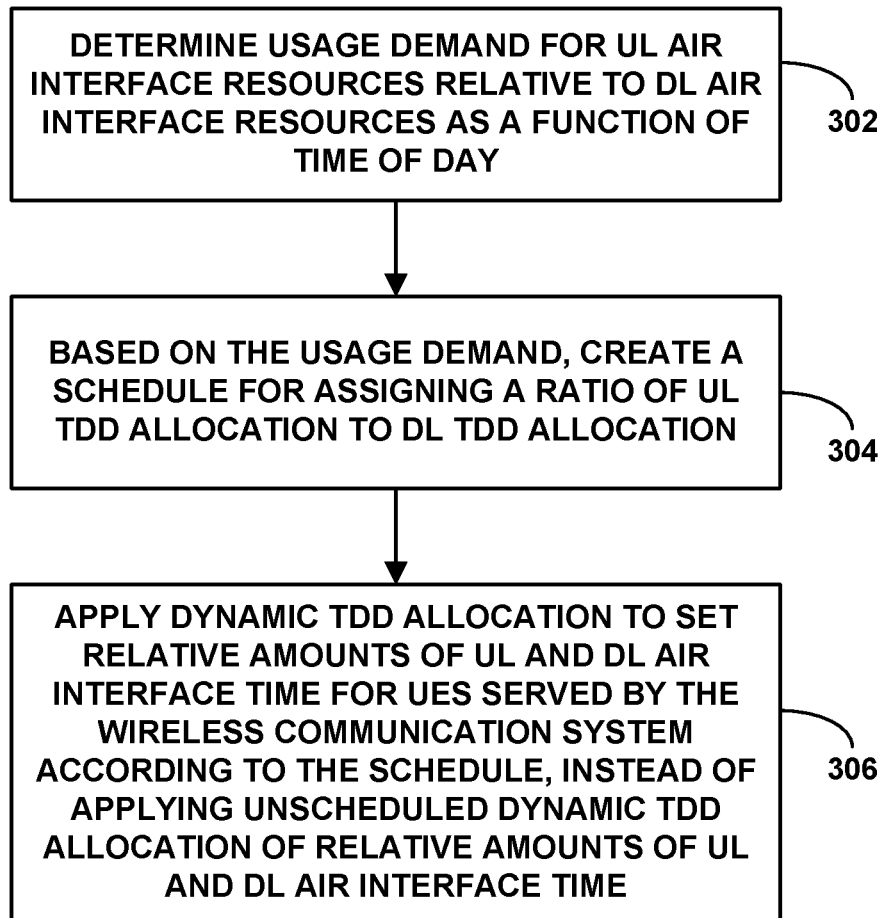 DETERMINE USAGE DEMAND FOR UL AIR
INTERFACE RESOURCES RELATIVE TO DL AIR
INTERFACE RESOURCES AS A FUNCTION OF
TIME OF DAY
302
BASED ON THE USAGE DEMAND, CREATE A
SCHEDULE FOR ASSIGNING A RATIO OF UL
TDD ALLOCATION TO DL TDD ALLOCATION
304
APPLY DYNAMIC TDD ALLOCATION TO SET
RELATIVE AMOUNTS OF UL AND DL AIR
INTERFACE TIME FOR UES SERVED BY THE
WIRELESS COMMUNICATION SYSTEM
ACCORDING TO THE SCHEDULE, INSTEAD OF
APPLYING UNSCHEDULED DYNAMIC TDD
ALLOCATION OF RELATIVE AMOUNTS OF UL
AND DL AIR INTERFACE TIME
306